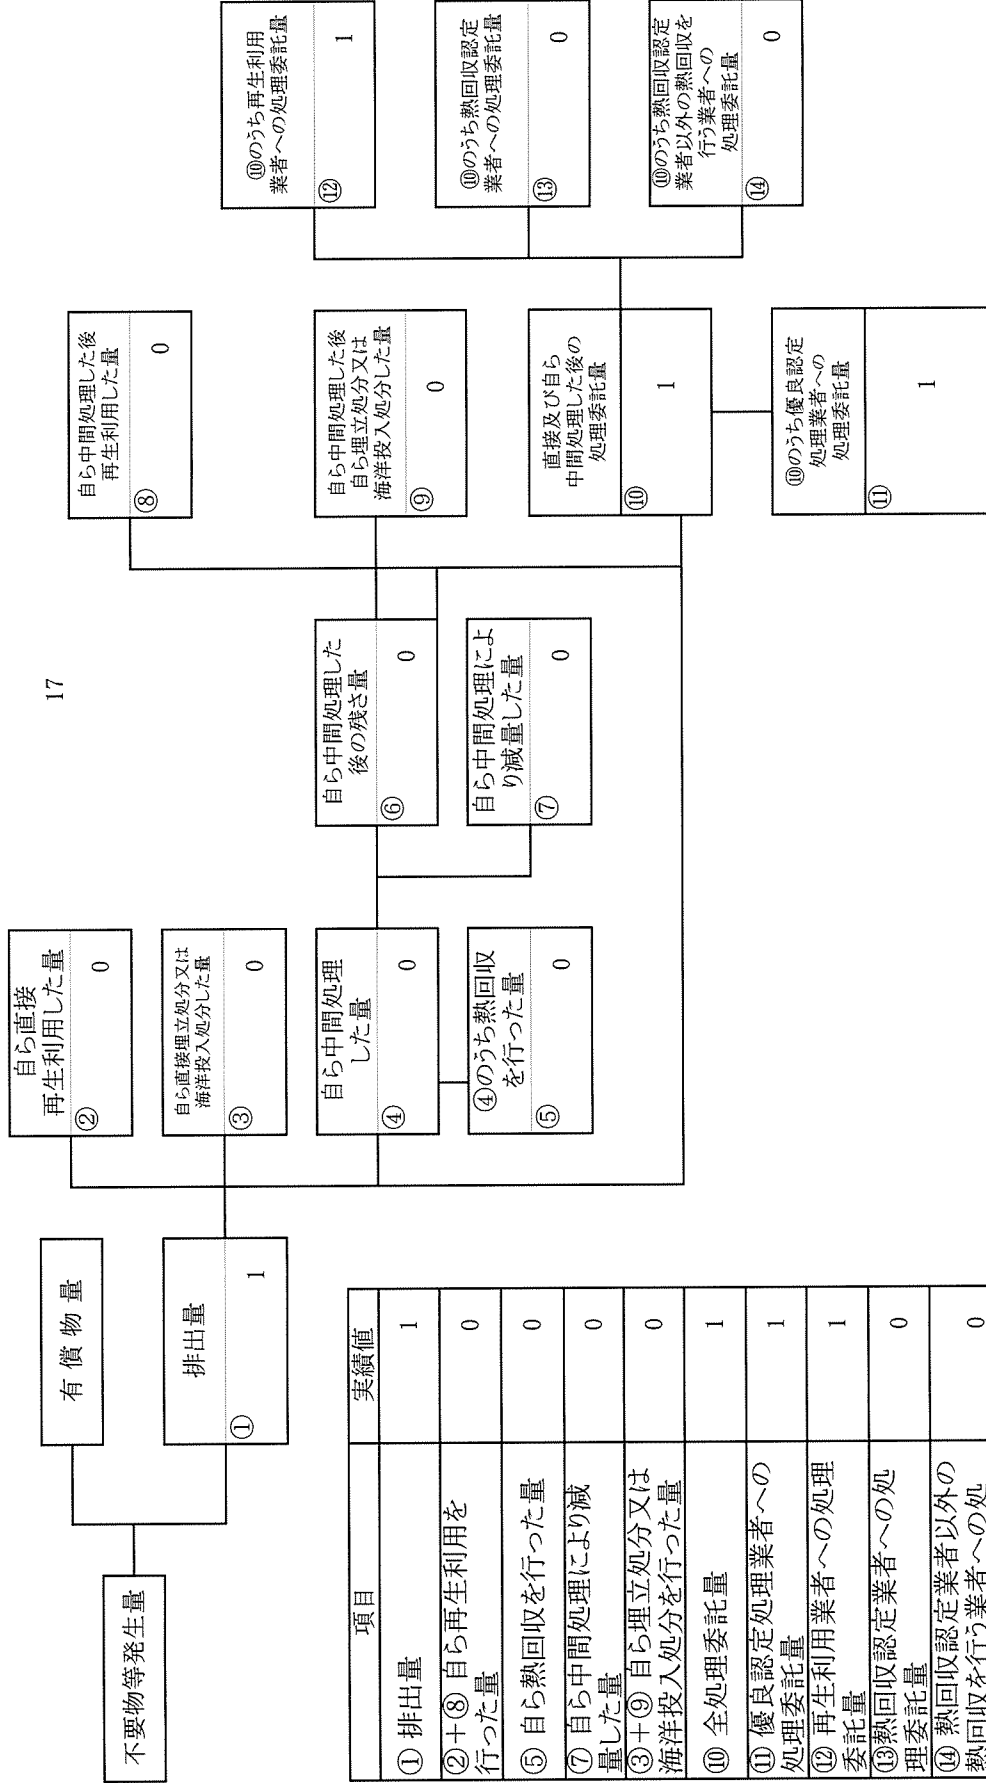 17
不要物等発生量
有償物量
排出量
① 1
自ら直接
再生利用した量
② 0
自ら直接埋立処分又は
海洋投入処分した量
③ 0
自ら中間処理
した量
④ 0
④のうち熱回収
を行った量
⑤ 0
自ら中間処理した
後の残さ量
⑥ 0
自ら中間処理によ
り減量した量
⑦ 0
自ら中間処理した後
再生利用した量
⑧ 0
自ら中間処理した後
自ら埋立処分又は
海洋投入処分した量
⑨ 0
直接及び自ら
中間処理した後の
処理委託量
⑩ 1
⑩のうち優良認定
処理業者への
処理委託量
⑪ 1
⑩のうち再生利用
業者への処理委託量
⑫ 1
⑩のうち熱回収認定
業者への処理委託量
⑬ 0
⑩のうち熱回収認定
業者以外の熱回収を
行う業者への
処理委託量
⑭ 0
項目 実績値
① 排出量 1
②+⑧ 自ら再生利用を
行った量 0
⑤ 自ら熱回収を行った量 0
⑦ 自ら中間処理により減
量した量 0
③+⑨ 自ら埋立処分又は
海洋投入処分を行った量 0
⑩ 全処理委託量 1
⑪ 優良認定処理業者への
処理委託量 1
⑫ 再生利用業者への処理
委託量 1
⑬熱回収認定業者への処
理委託量 0
⑭ 熱回収認定業者以外の
熱回収を行う業者への処 0